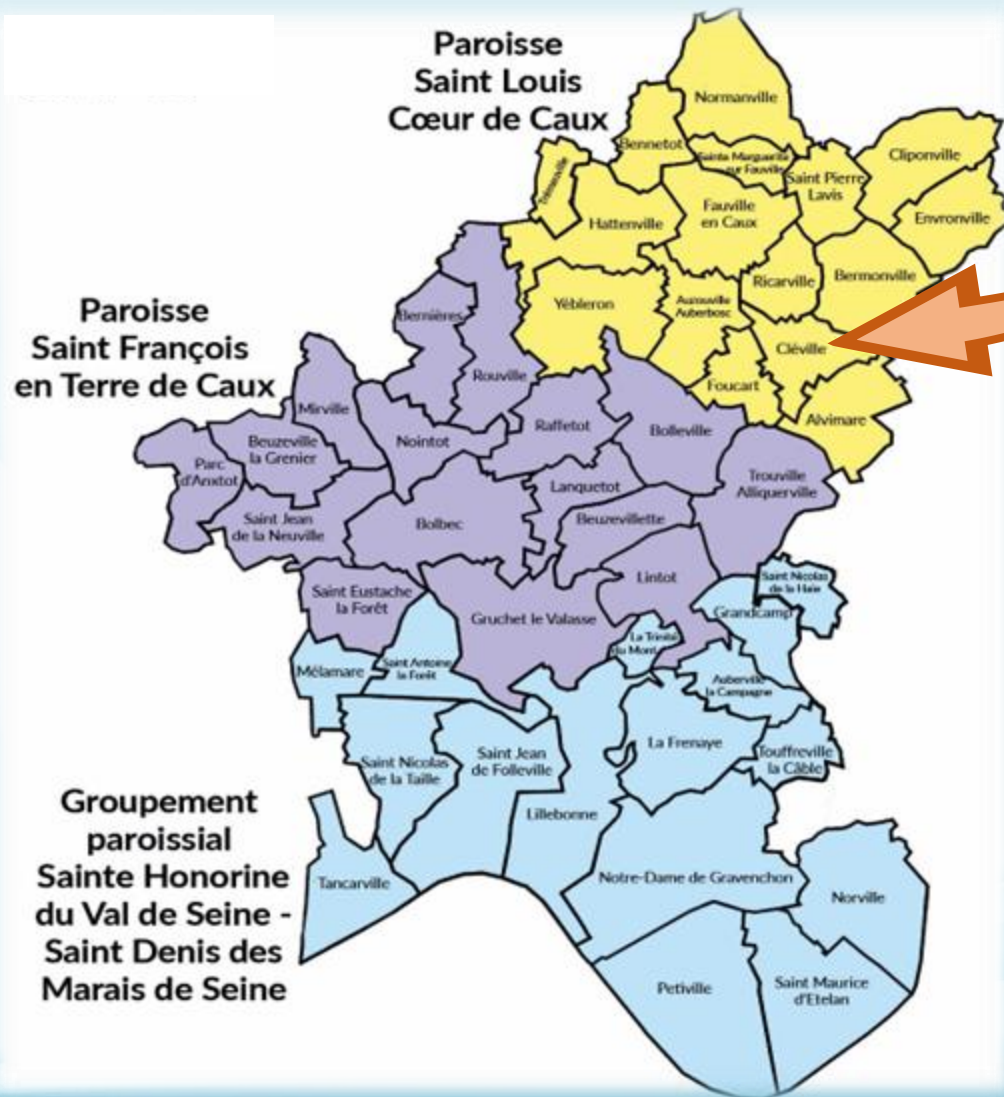 Paroisse
Saint Louis
Cœur de Caux
Normanville
Bennetot
Sainte Marguerite
sur Fauville
Cliponville
Trémauville
Saint Pierre
Lavis
Fauville
en Caux
Envronville
Hattenville
Bermonville
Ricarville
Yébleron
Auzouville
Auberbosc
Paroisse
Saint François
en Terre de Caux
Bernières
Cléville
Rouville
Foucart
Mirville
Alvimare
Raffetot
Bolleville
Nointot
Beuzeville
la Grenier
Parc
d'Anxtot
Trouville
Alliquerville
Lanquetot
Saint Jean
de la Neuville
Bolbec
Beuzevillette
Lintot
Saint Nicolas
de la Haie
Saint Eustache
la Forêt
Gruchet le Valasse
Grandcamp
La Trinité
du Mont
Mélamare
Saint Antoine
la Forêt
Auberville
la Campagne
La Frenaye
Touffreville
la Câble
Saint Nicolas
de la Taille
Saint Jean
de Folleville
Lillebonne
Groupement
paroissial
Sainte Honorine
du Val de Seine -
Saint Denis des
Marais de Seine
Tancarville
Notre-Dame de Gravenchon
Norville
Petiville
Saint Maurice
d'Etelan